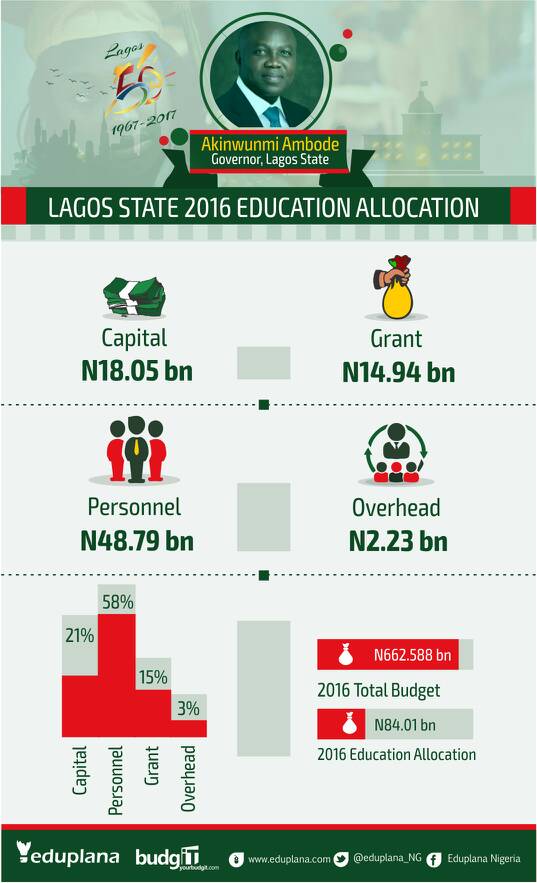 Lagos
50
1967-2017
Akinwunmi Ambode
Governor, Lagos State
LAGOS STATE 2016 EDUCATION ALLOCATION
Capital
N18.05 bn
Grant
N14.94 bn
Personnel
N48.79 bn
Overhead
N2.23 bn
58%
21%
15%
3%
Capital
Personnel
Grant
Overhead
N662.588 bn
2016 Total Budget
N84.01 bn
2016 Education Allocation
eduplana
budgIT
yourbudgit.com
www.eduplana.com
@eduplana_NG
Eduplana Nigeria